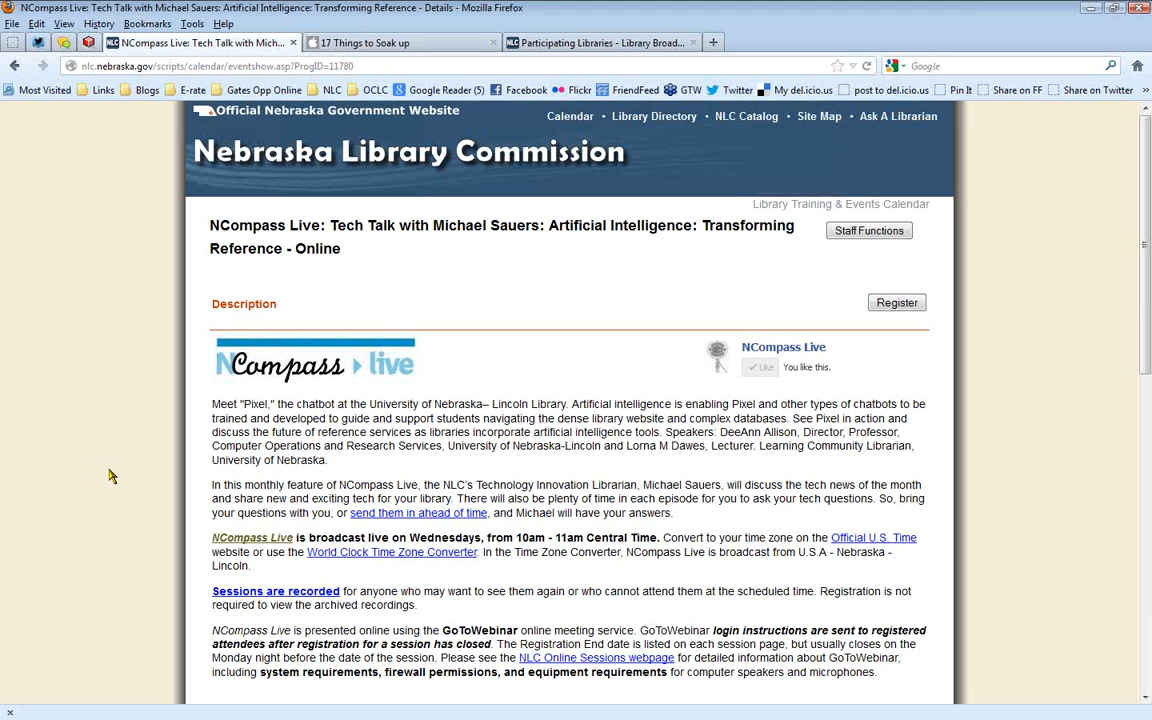 NCompass Live: Tech Talk with Michael Sauers: Artificial Intelligence: Transforming Reference - Details - Mozilla Firefox
File Edit View History Bookmarks Tools Help
NCompass Live: Tech Talk with Mich... × 17 Things to Soak up × Participating Libraries - Library Broad... × +
nlc.nebraska.gov/scripts/calendar/eventshow.asp?ProgID=11780 Google
Most Visited Links Blogs E-rate Gates Opp Online NLC OCLC Google Reader (5) Facebook Flickr FriendFeed GTW Twitter My del.icio.us post to del.icio.us Pin It Share on FF Share on Twitter »
Official Nebraska Government Website
Calendar • Library Directory • NLC Catalog • Site Map • Ask A Librarian
Nebraska Library Commission
Library Training & Events Calendar
NCompass Live: Tech Talk with Michael Sauers: Artificial Intelligence: Transforming
Reference - Online
Staff Functions
Description
Register
NCompass live
NCompass Live
Like You like this.
Meet "Pixel," the chatbot at the University of Nebraska– Lincoln Library. Artificial intelligence is enabling Pixel and other types of chatbots to be
trained and developed to guide and support students navigating the dense library website and complex databases. See Pixel in action and
discuss the future of reference services as libraries incorporate artificial intelligence tools. Speakers: DeeAnn Allison, Director, Professor,
Computer Operations and Research Services, University of Nebraska-Lincoln and Lorna M Dawes, Lecturer. Learning Community Librarian,
University of Nebraska.
In this monthly feature of NCompass Live, the NLC's Technology Innovation Librarian, Michael Sauers, will discuss the tech news of the month
and share new and exciting tech for your library. There will also be plenty of time in each episode for you to ask your tech questions. So, bring
your questions with you, or send them in ahead of time, and Michael will have your answers.
NCompass Live is broadcast live on Wednesdays, from 10am - 11am Central Time. Convert to your time zone on the Official U.S. Time
website or use the World Clock Time Zone Converter. In the Time Zone Converter, NCompass Live is broadcast from U.S.A - Nebraska -
Lincoln.
Sessions are recorded for anyone who may want to see them again or who cannot attend them at the scheduled time. Registration is not
required to view the archived recordings.
NCompass Live is presented online using the GoToWebinar online meeting service. GoToWebinar login instructions are sent to registered
attendees after registration for a session has closed. The Registration End date is listed on each session page, but usually closes on the
Monday night before the date of the session. Please see the NLC Online Sessions webpage for detailed information about GoToWebinar,
including system requirements, firewall permissions, and equipment requirements for computer speakers and microphones.